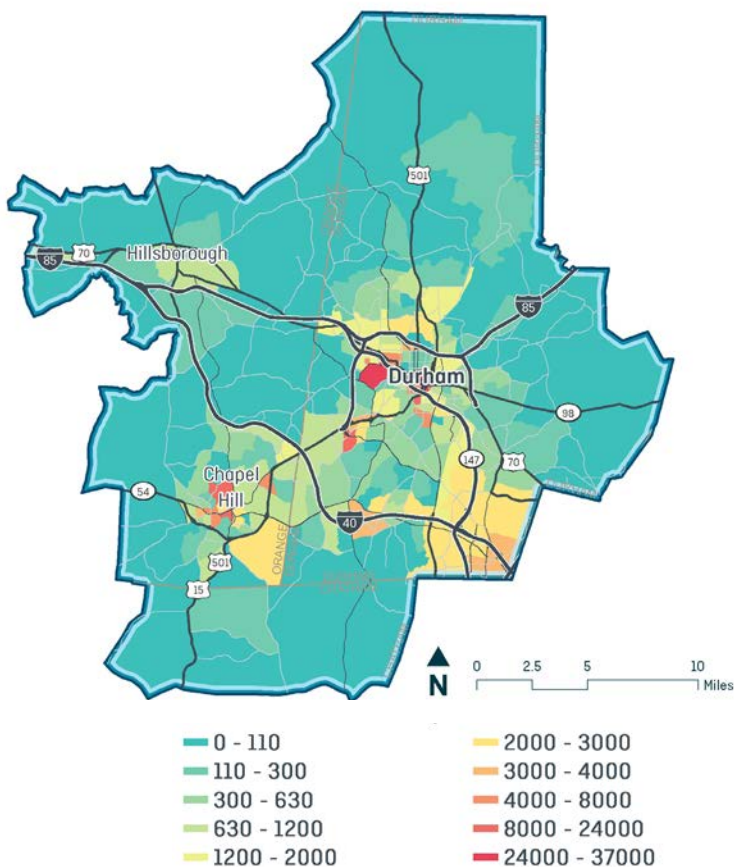 DURHAM
501
Hillsborough
70
85
85
Durham
98
147
70
Chapel
Hill
54
40
ORANGE
501
15
N
0 2.5 5 10
Miles
0 - 110
110 - 300
300 - 630
630 - 1200
1200 - 2000
2000 - 3000
3000 - 4000
4000 - 8000
8000 - 24000
24000 - 37000